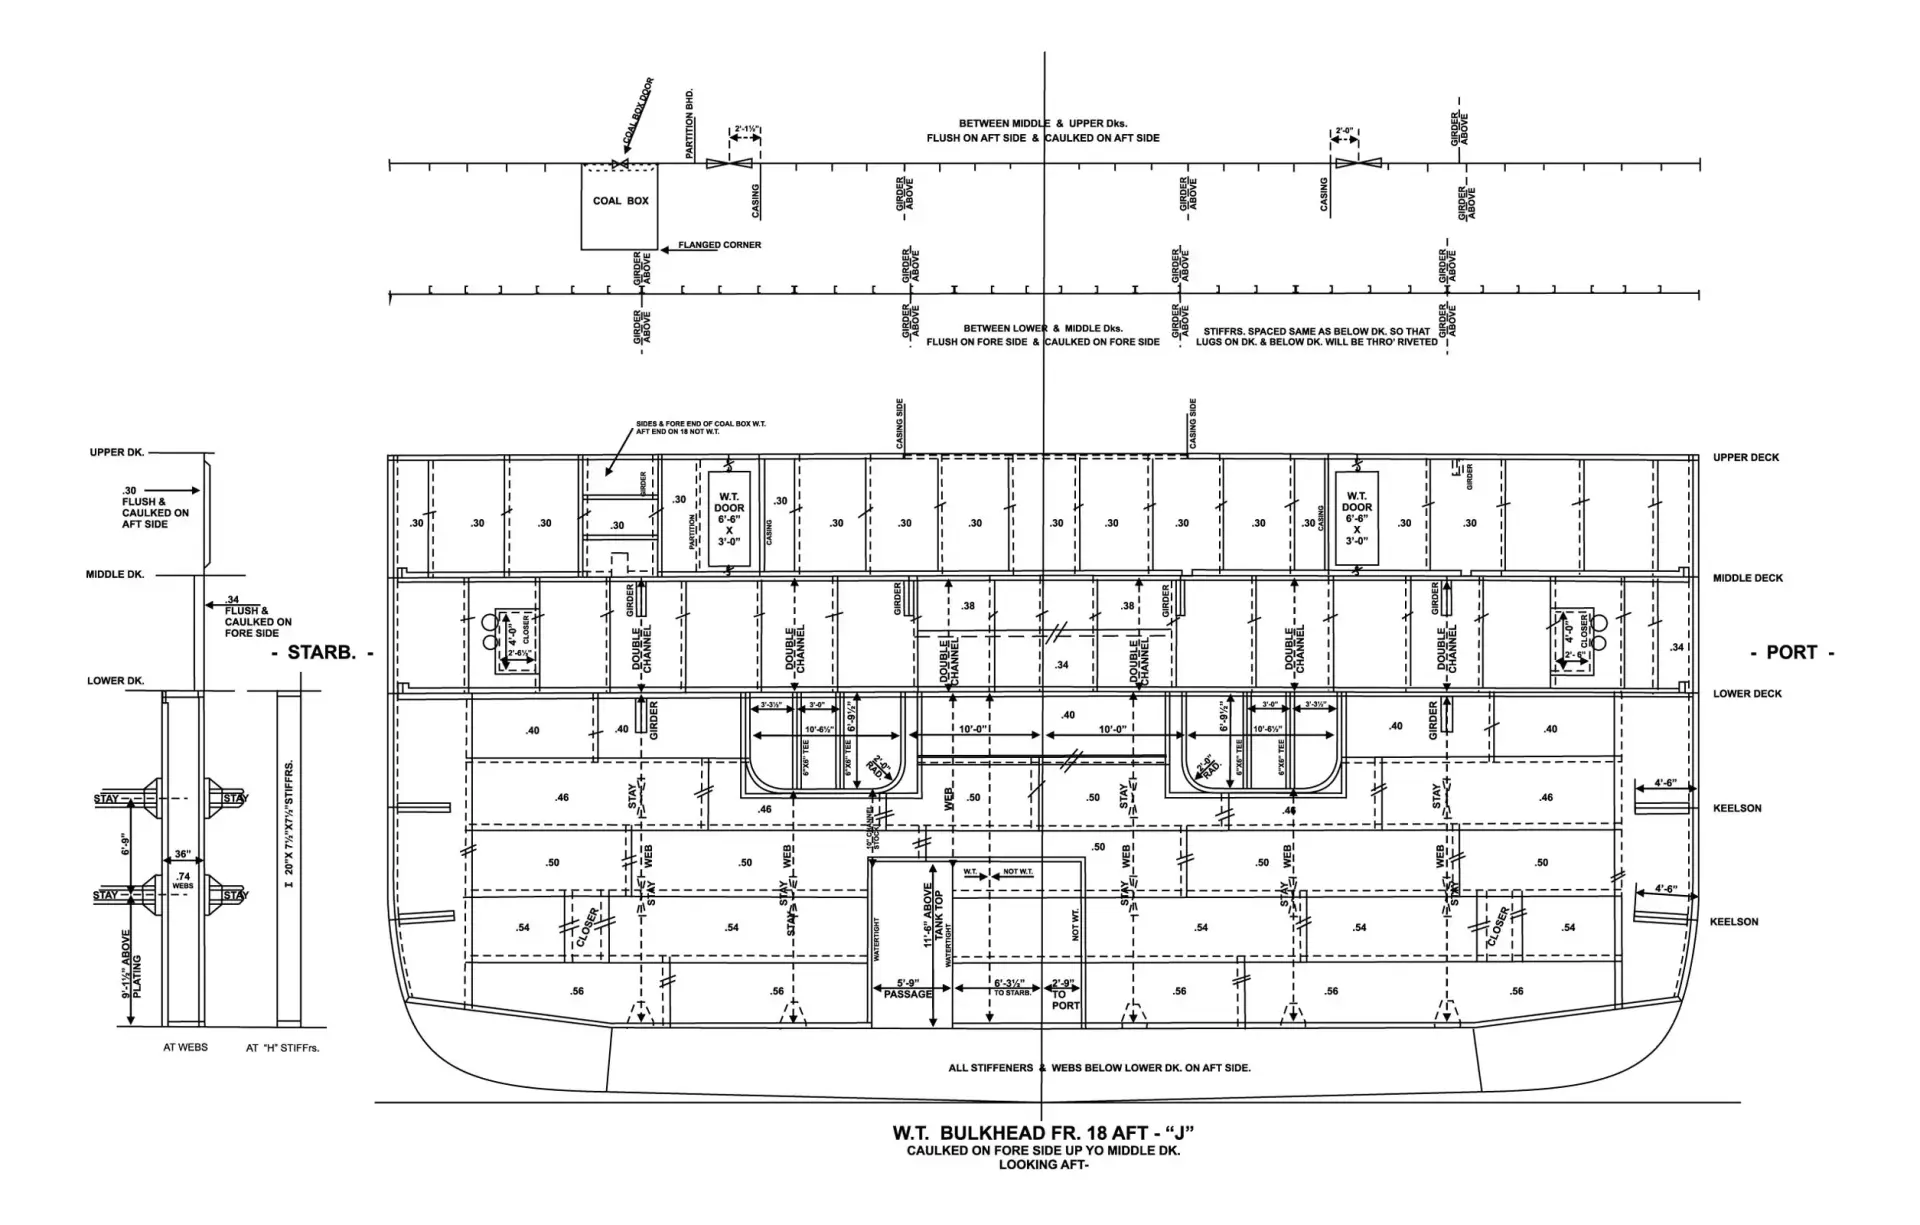 COAL BOX DOOR
PARTITION BHD.
2'-1½"
BETWEEN MIDDLE & UPPER Dks.
FLUSH ON AFT SIDE & CAULKED ON AFT SIDE
2'-0"
GIRDER ABOVE
COAL BOX
CASING
GIRDER ABOVE
GIRDER ABOVE
CASING
GIRDER ABOVE
FLANGED CORNER
GIRDER ABOVE
GIRDER ABOVE
GIRDER ABOVE
GIRDER ABOVE
GIRDER ABOVE
GIRDER ABOVE
BETWEEN LOWER & MIDDLE Dks.
FLUSH ON FORE SIDE & CAULKED ON FORE SIDE
GIRDER ABOVE
STIFFRS. SPACED SAME AS BELOW DK. SO THAT
LUGS ON DK. & BELOW DK. WILL BE THRO' RIVETED
GIRDER ABOVE
SIDES & FORE END OF COAL BOX W.T.
AFT END ON 18 NOT W.T.
CASING SIDE
CASING SIDE
UPPER DK.
UPPER DECK
.30
FLUSH &
CAULKED ON
AFT SIDE
.30
.30
.30
.30
GIRDER
.30
PARTITION
W.T.
DOOR
6'-6"
X
3'-0"
.30
CASING
.30
.30
.30
.30
.30
.30
.30
.30
CASING
W.T.
DOOR
6'-6"
X
3'-0"
.30
.30
GIRDER
MIDDLE DK.
MIDDLE DECK
.34
FLUSH &
CAULKED ON
FORE SIDE
- STARB. -
- PORT -
4'-0"
CLOSER
2'-6½"
GIRDER
DOUBLE
CHANNEL
DOUBLE
CHANNEL
GIRDER
.38
DOUBLE
CHANNEL
.34
.38
DOUBLE
CHANNEL
GIRDER
DOUBLE
CHANNEL
GIRDER
DOUBLE
CHANNEL
4'-0"
CLOSER
2'- 6"
.34
LOWER DK.
LOWER DECK
.40
.40
GIRDER
3'-3½"
3'-0"
10'-6½"
6'-9½"
6"X6" TEE
6"X6" TEE
2'-0"
RAD.
10'-0"
.40
10'-0"
6'-9½"
3'-0"
3'-3½"
10'-6½"
2'-0"
RAD.
6"X6" TEE
6"X6" TEE
GIRDER
.40
.40
STAY
STAY
6'-9"
36"
.74
WEBS
STAY
STAY
9'-1½" ABOVE
PLATING
I 20"X 7½"X7½"STIFFRS.
.46
STAY
.46
10" CHANNEL
STOCK
WEB
.50
.50
STAY
.46
STAY
.46
4'-6"
KEELSON
.50
WEB
STAY
.50
WEB
STAY
STAY
.50
WEB
STAY
.50
WEB
STAY
WEB
STAY
.50
4'-6"
KEELSON
W.T.
NOT W.T.
.54
CLOSER
.54
WATERTIGHT
11'-6" ABOVE
TANK TOP
WATERTIGHT
NOT WT.
.54
.54
CLOSER
.54
.56
.56
5'-9"
PASSAGE
6'-3½"
TO STARB.
2'-9"
TO
PORT
.56
.56
.56
AT WEBS
AT "H" STIFFrs.
ALL STIFFENERS & WEBS BELOW LOWER DK. ON AFT SIDE.
W.T. BULKHEAD FR. 18 AFT - “J”
CAULKED ON FORE SIDE UP YO MIDDLE DK.
LOOKING AFT-